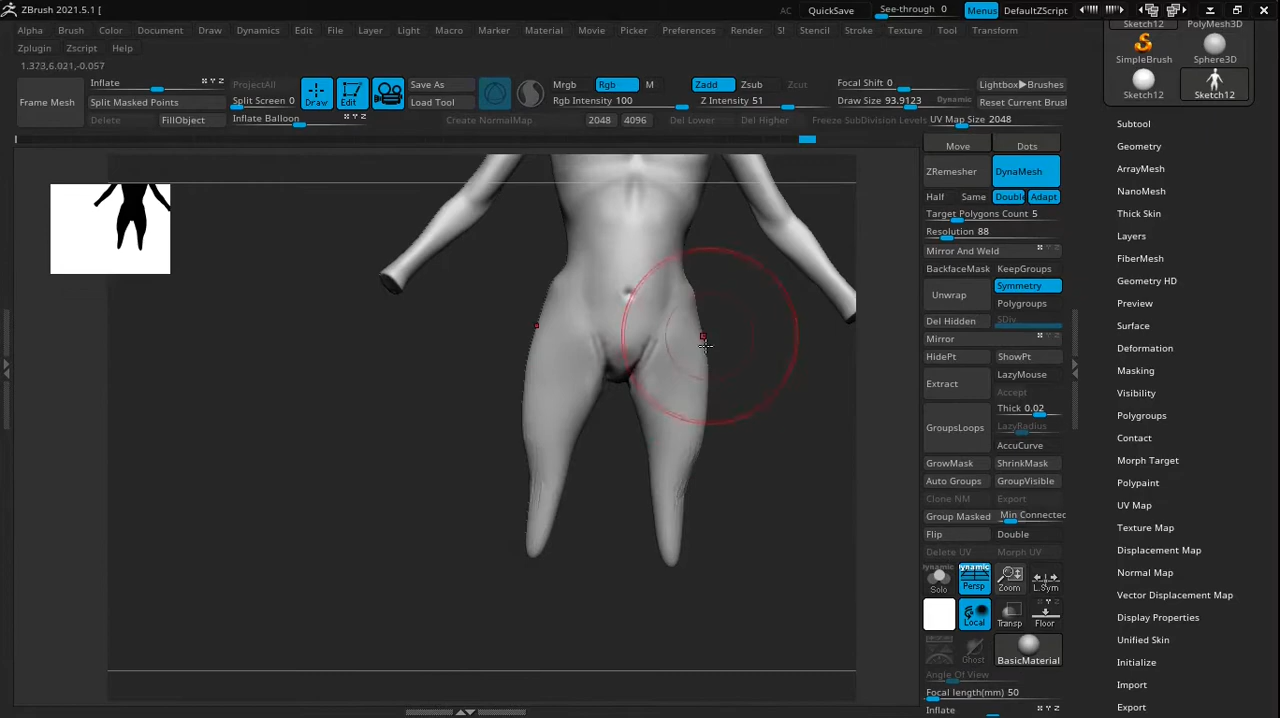 ZBrush 2021.5.1 [
AC QuickSave See-through 0 Menus DefaultZScript
Alpha Brush Color Document Draw Dynamics Edit File Layer Light Macro Marker Material Movie Picker Preferences Render S! Stencil Stroke Texture Tool Transform
Zplugin Zscript Help
1.373,6.021,-0.057
Frame Mesh
Inflate
Split Masked Points
Delete FillObject
ProjectAll
Split Screen 0
Inflate Balloon
Draw
Edit
Save As
Load Tool
Create NormalMap
Mrgb Rgb M
Rgb Intensity 100
2048 4096
Zadd Zsub Zcut
Z Intensity 51
Del Lower Del Higher
Focal Shift 0
Draw Size 93.9123 Dynamic
Freeze SubDivision Levels
Lightbox▶Brushes
Reset Current Brush
UV Map Size 2048
Move Dots
ZRemesher DynaMesh
Half Same Double Adapt
Target Polygons Count 5
Resolution 88
Mirror And Weld
BackfaceMask KeepGroups
Unwrap Symmetry
Polygroups
Del Hidden SDiv
Mirror
HidePt ShowPt
Extract LazyMouse
Accept
Thick 0.02
GroupsLoops LazyRadius
AccuCurve
GrowMask ShrinkMask
Auto Groups GroupVisible
Clone NM Export
Group Masked Min Connected
Flip Double
Delete UV Morph UV
Dynamic
Solo
Dynamic
Persp
Zoom
L.Sym
Local
Transp
Floor
Ghost
BasicMaterial
Angle Of View
Focal length(mm) 50
Inflate
Sketch12 PolyMesh3D
SimpleBrush Sphere3D
Sketch12 Sketch12
Subtool
Geometry
ArrayMesh
NanoMesh
Thick Skin
Layers
FiberMesh
Geometry HD
Preview
Surface
Deformation
Masking
Visibility
Polygroups
Contact
Morph Target
Polypaint
UV Map
Texture Map
Displacement Map
Normal Map
Vector Displacement Map
Display Properties
Unified Skin
Initialize
Import
Export